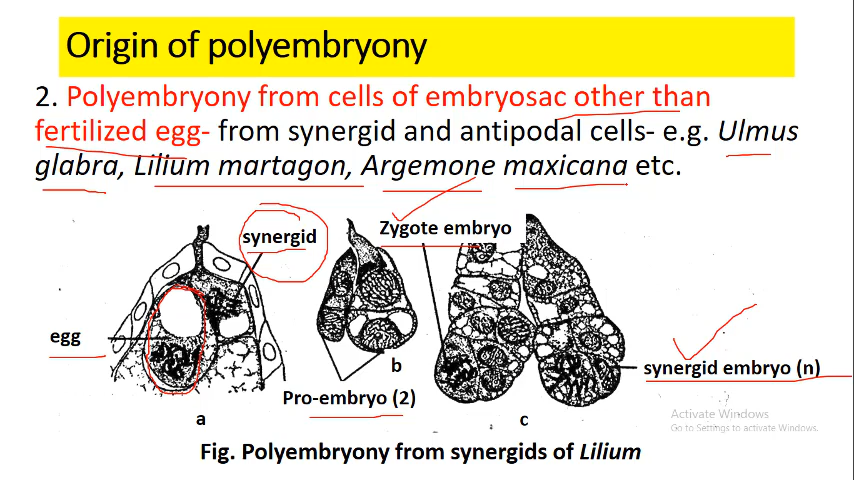 Origin of polyembryony
2. Polyembryony from cells of embryosac other than
fertilized egg- from synergid and antipodal cells- e.g. Ulmus
glabra, Lilium martagon, Argemone maxicana etc.
synergid
Zygote embryo
egg
b
synergid embryo (n)
Pro-embryo (2)
a
c
Activate Windows
Go to Settings to activate Windows.
Fig. Polyembryony from synergids of Lilium